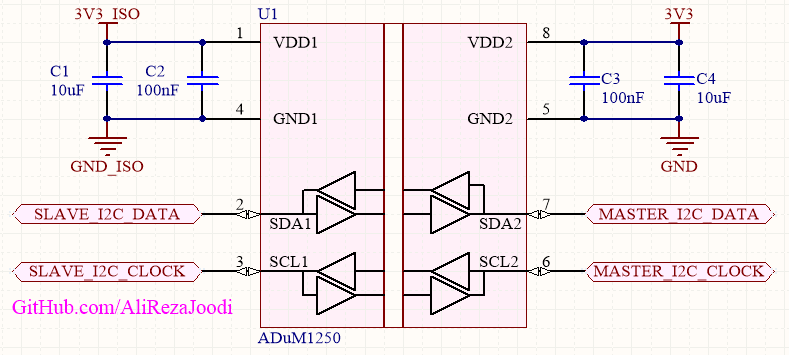 3V3_ISO U1 3V3
1 VDD1 VDD2 8
C1 10uF C2 100nF C3 100nF C4 10uF
4 GND1 GND2 5
GND_ISO GND
SLAVE_I2C_DATA 2 SDA1 SDA2 7 MASTER_I2C_DATA
SLAVE_I2C_CLOCK 3 SCL1 SCL2 6 MASTER_I2C_CLOCK
GitHub.com/AliRezaJoodi
ADuM1250